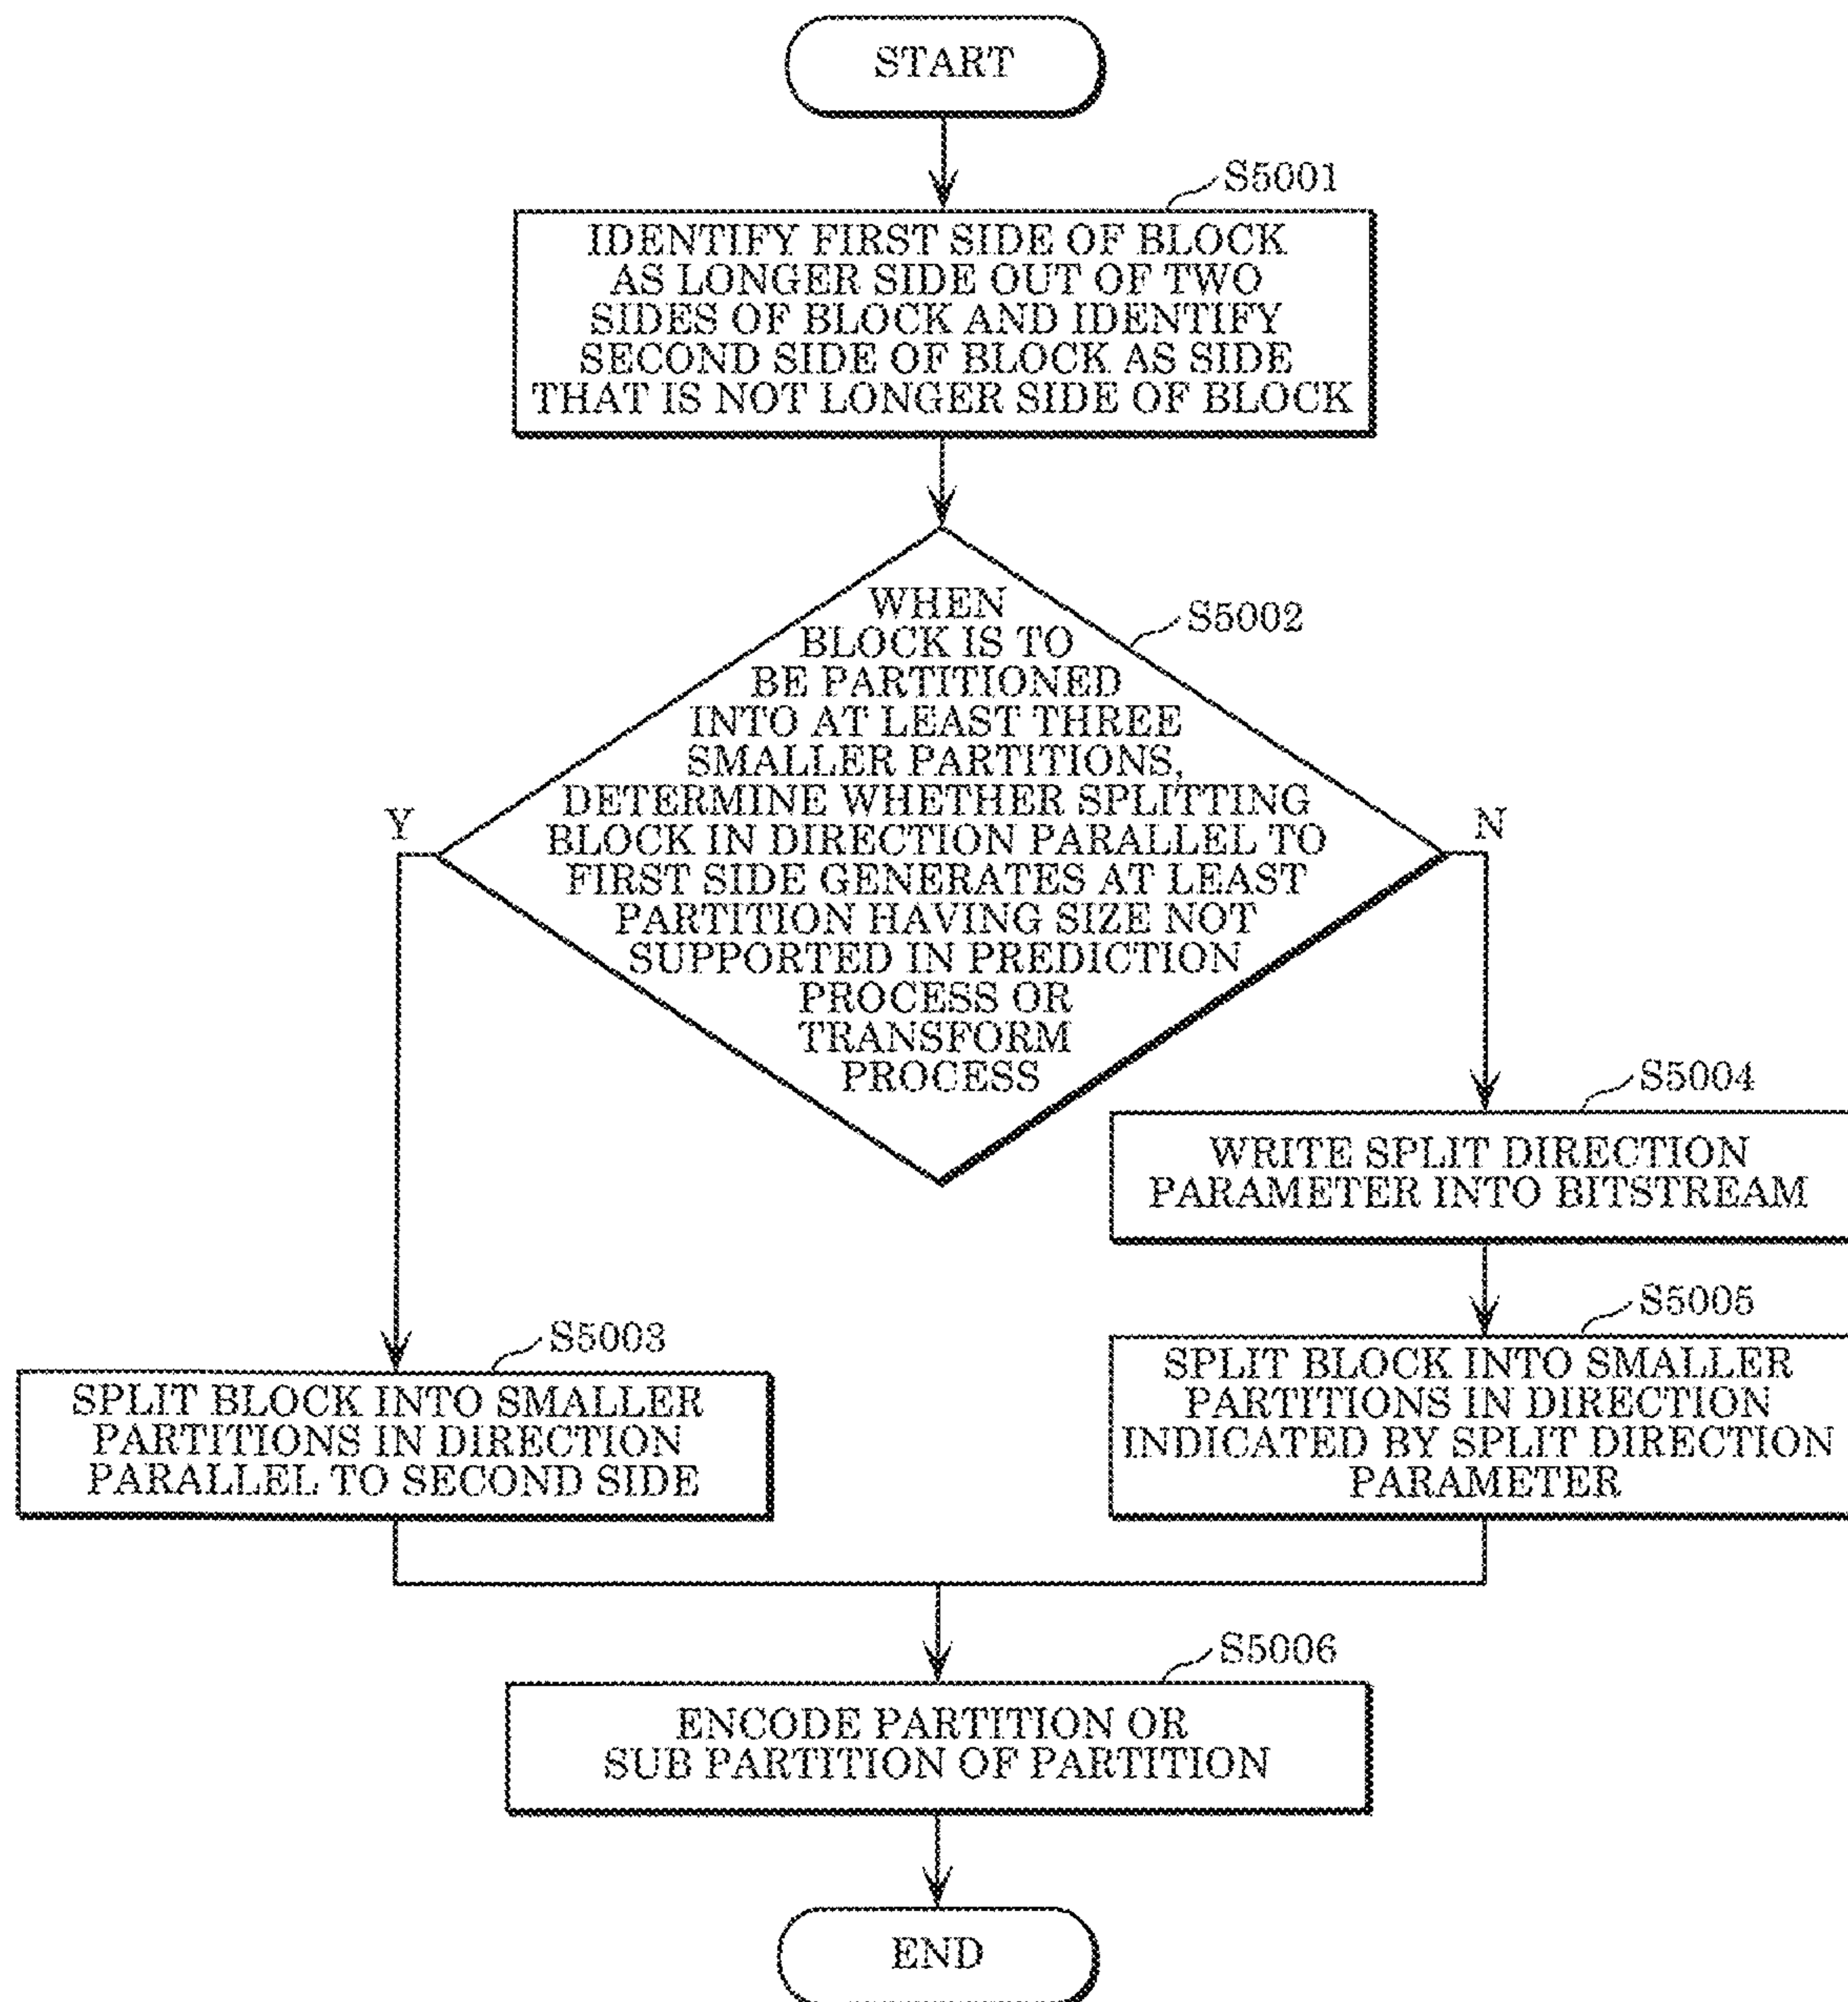 START
S5001
IDENTIFY FIRST SIDE OF BLOCK
AS LONGER SIDE OUT OF TWO
SIDES OF BLOCK AND IDENTIFY
SECOND SIDE OF BLOCK AS SIDE
THAT IS NOT LONGER SIDE OF BLOCK
S5002
WHEN
BLOCK IS TO
BE PARTITIONED
INTO AT LEAST THREE
SMALLER PARTITIONS,
DETERMINE WHETHER SPLITTING
BLOCK IN DIRECTION PARALLEL TO
FIRST SIDE GENERATES AT LEAST
PARTITION HAVING SIZE NOT
SUPPORTED IN PREDICTION
PROCESS OR
TRANSFORM
PROCESS
Y
N
S5004
WRITE SPLIT DIRECTION
PARAMETER INTO BITSTREAM
S5003
SPLIT BLOCK INTO SMALLER
PARTITIONS IN DIRECTION
PARALLEL TO SECOND SIDE
S5005
SPLIT BLOCK INTO SMALLER
PARTITIONS IN DIRECTION
INDICATED BY SPLIT DIRECTION
PARAMETER
S5006
ENCODE PARTITION OR
SUB PARTITION OF PARTITION
END